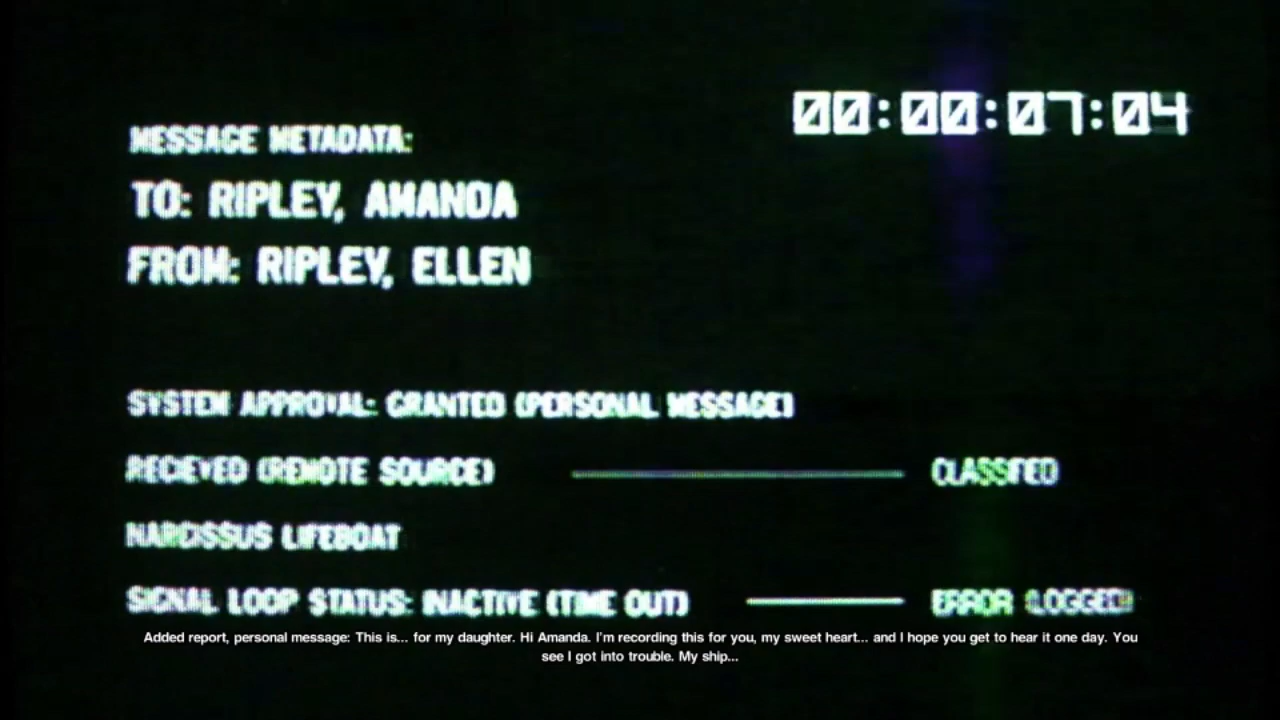 00:00:07:04
MESSAGE METADATA:
TO: RIPLEY, AMANDA
FROM: RIPLEY, ELLEN
SYSTEM APPROVAL: GRANTED (PERSONAL MESSAGE)
RECIEVED (REMOTE SOURCE) CLASSIFIED
NARCISSUS LIFEBOAT
SIGNAL LOOP STATUS: INACTIVE (TIME OUT) ERROR (LOGGED)
Added report, personal message: This is... for my daughter. Hi Amanda. I'm recording this for you, my sweet heart... and I hope you get to hear it one day. You
see I got into trouble. My ship...